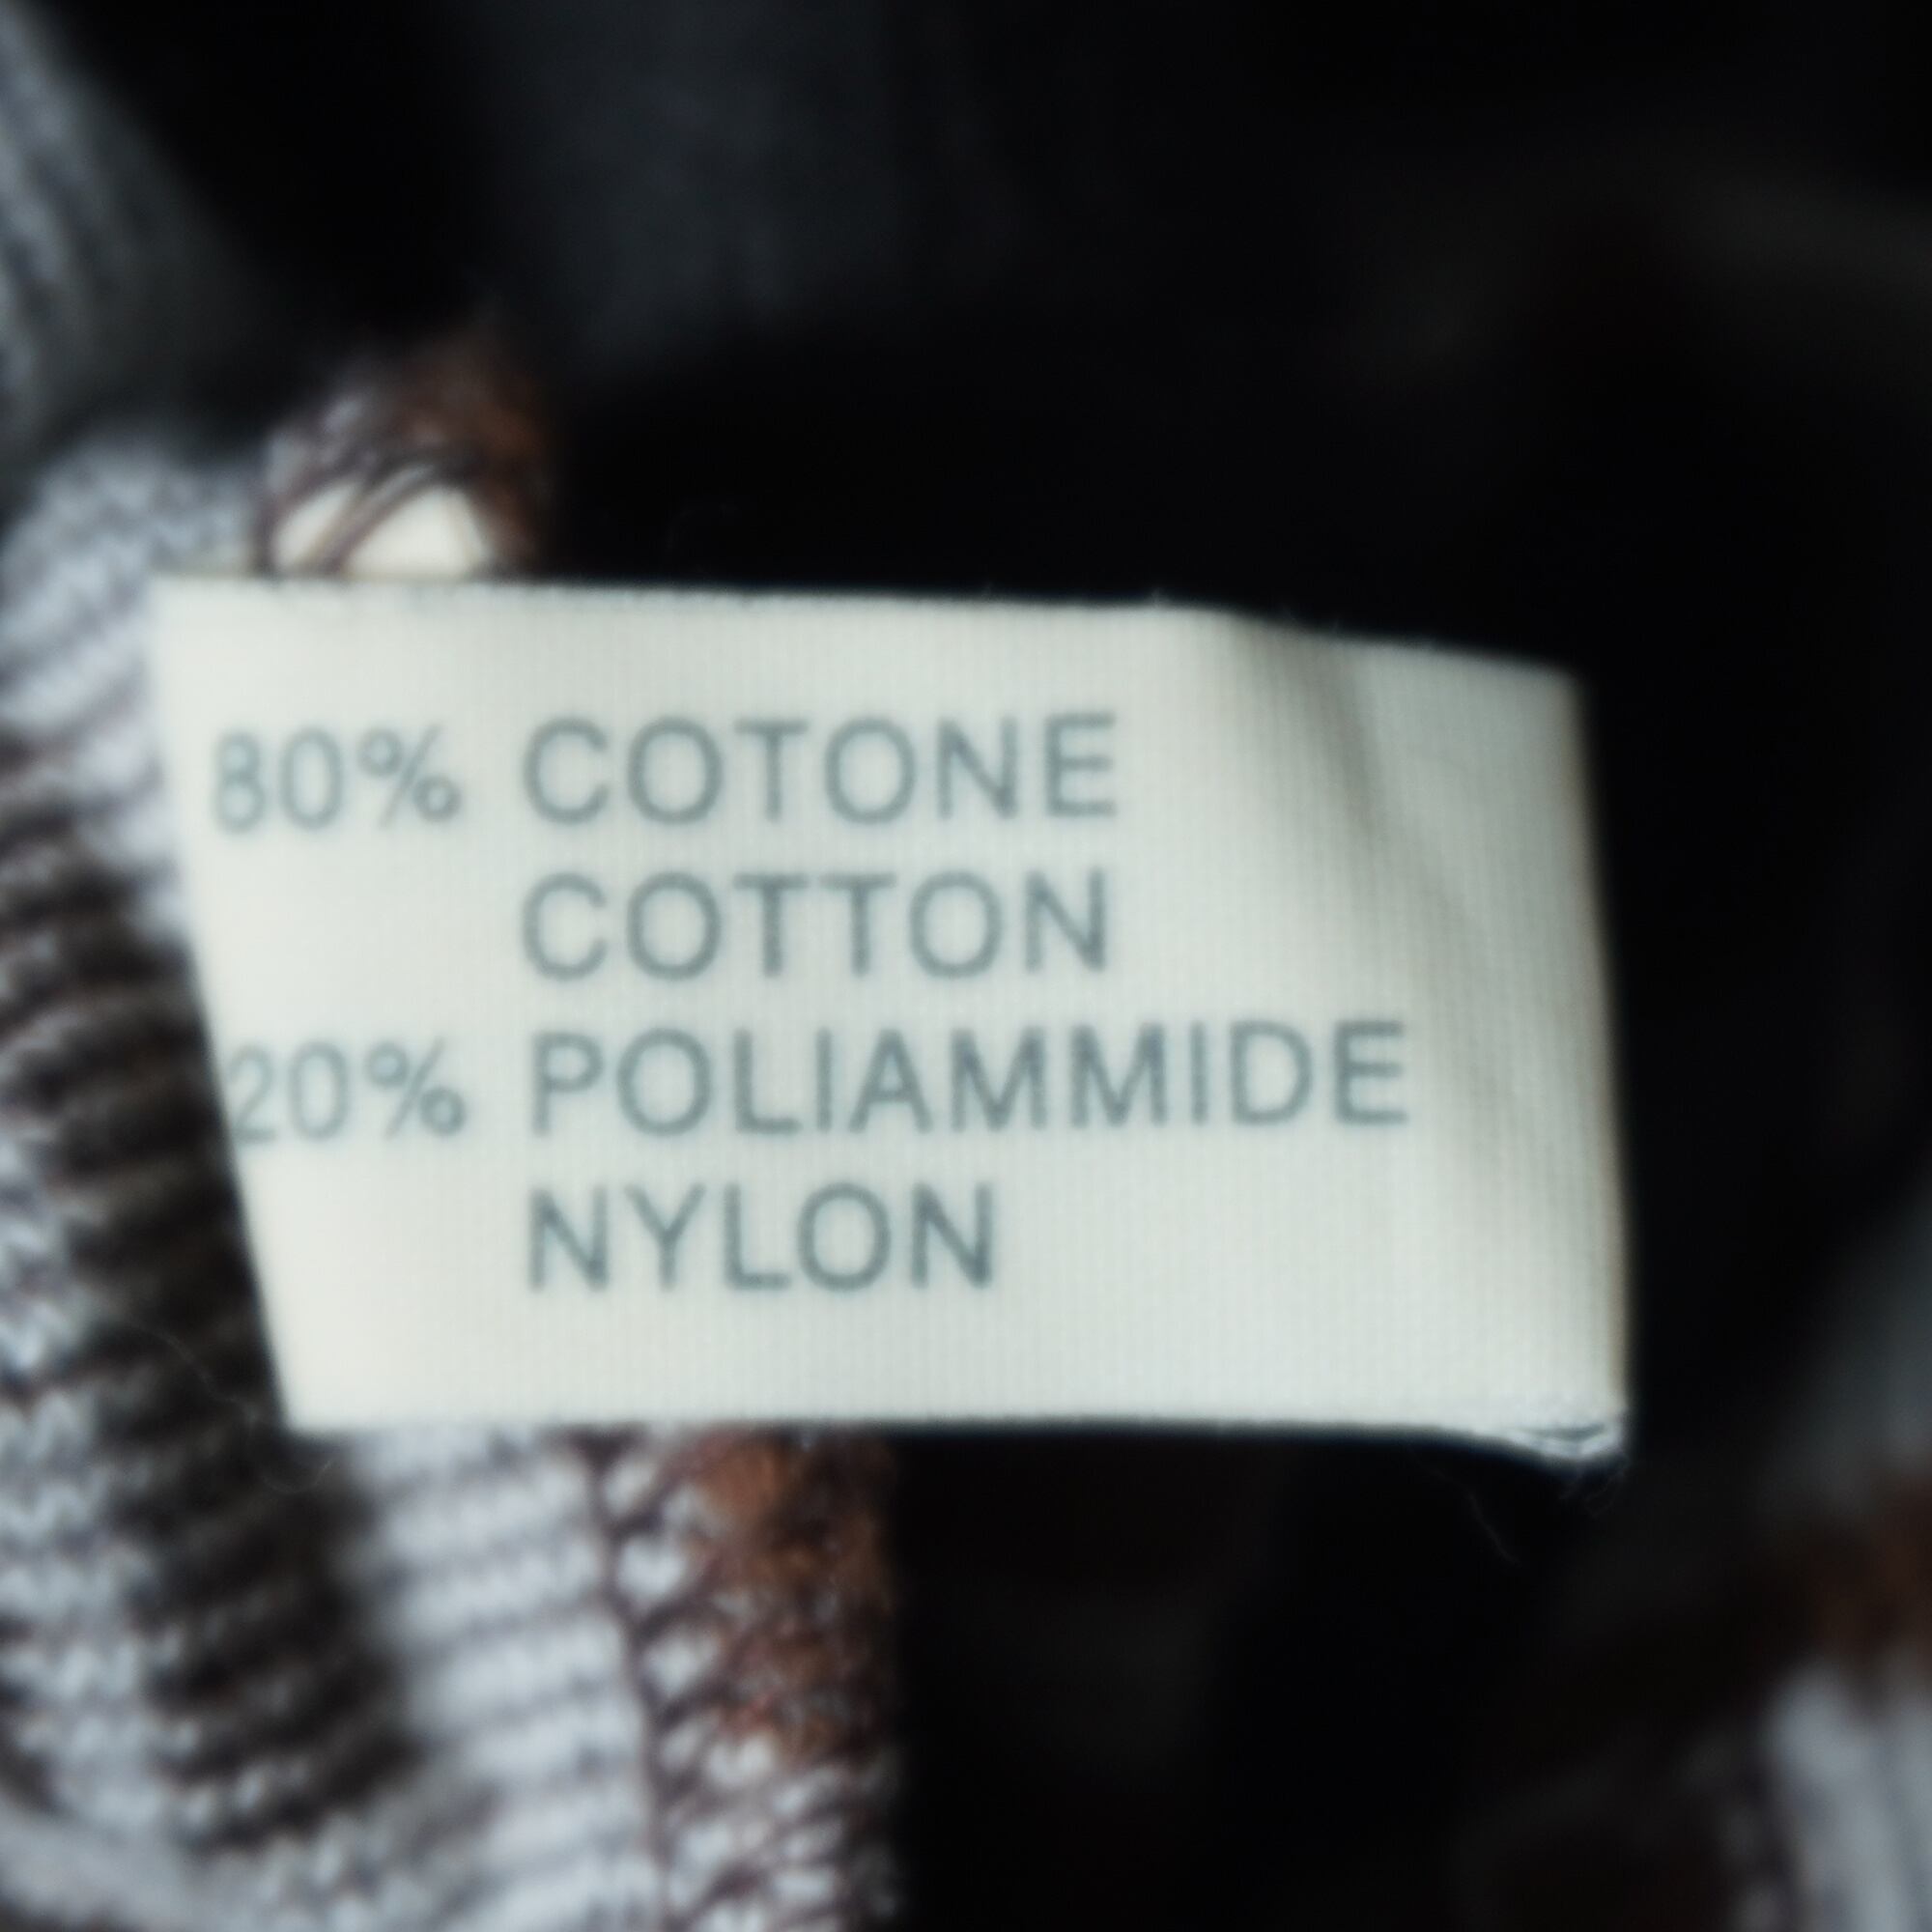 80% COTONE
COTTON
20% POLIAMMIDE
NYLON